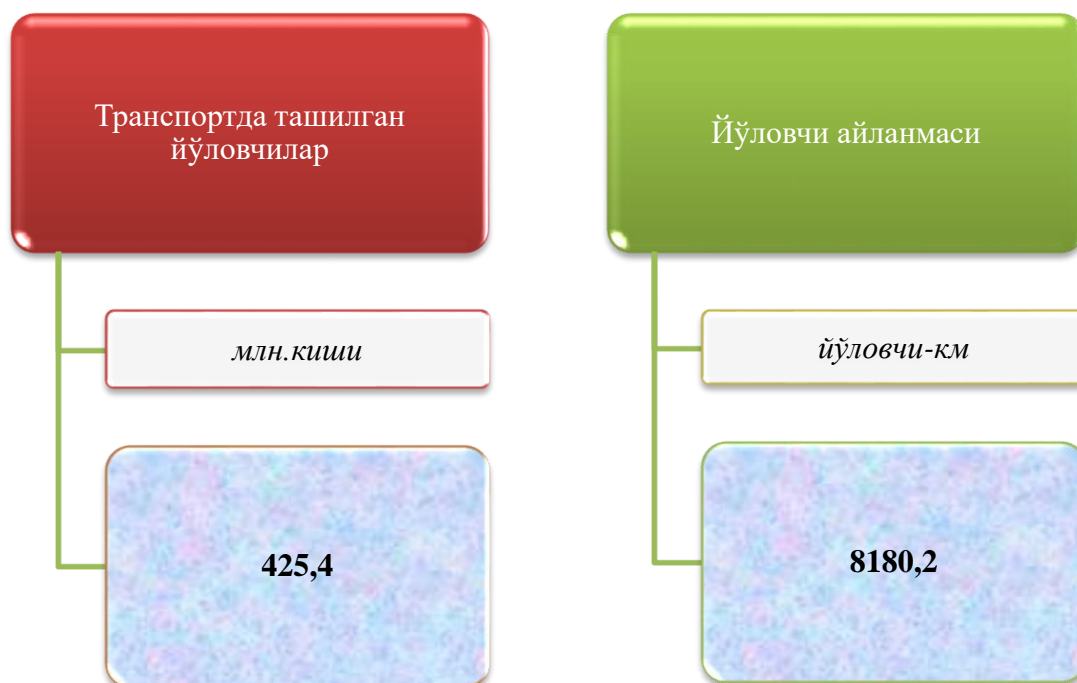 Транспортда ташилган
йўловчилар
млн.киши
425,4
Йўловчи айланмаси
йўловчи-км
8180,2